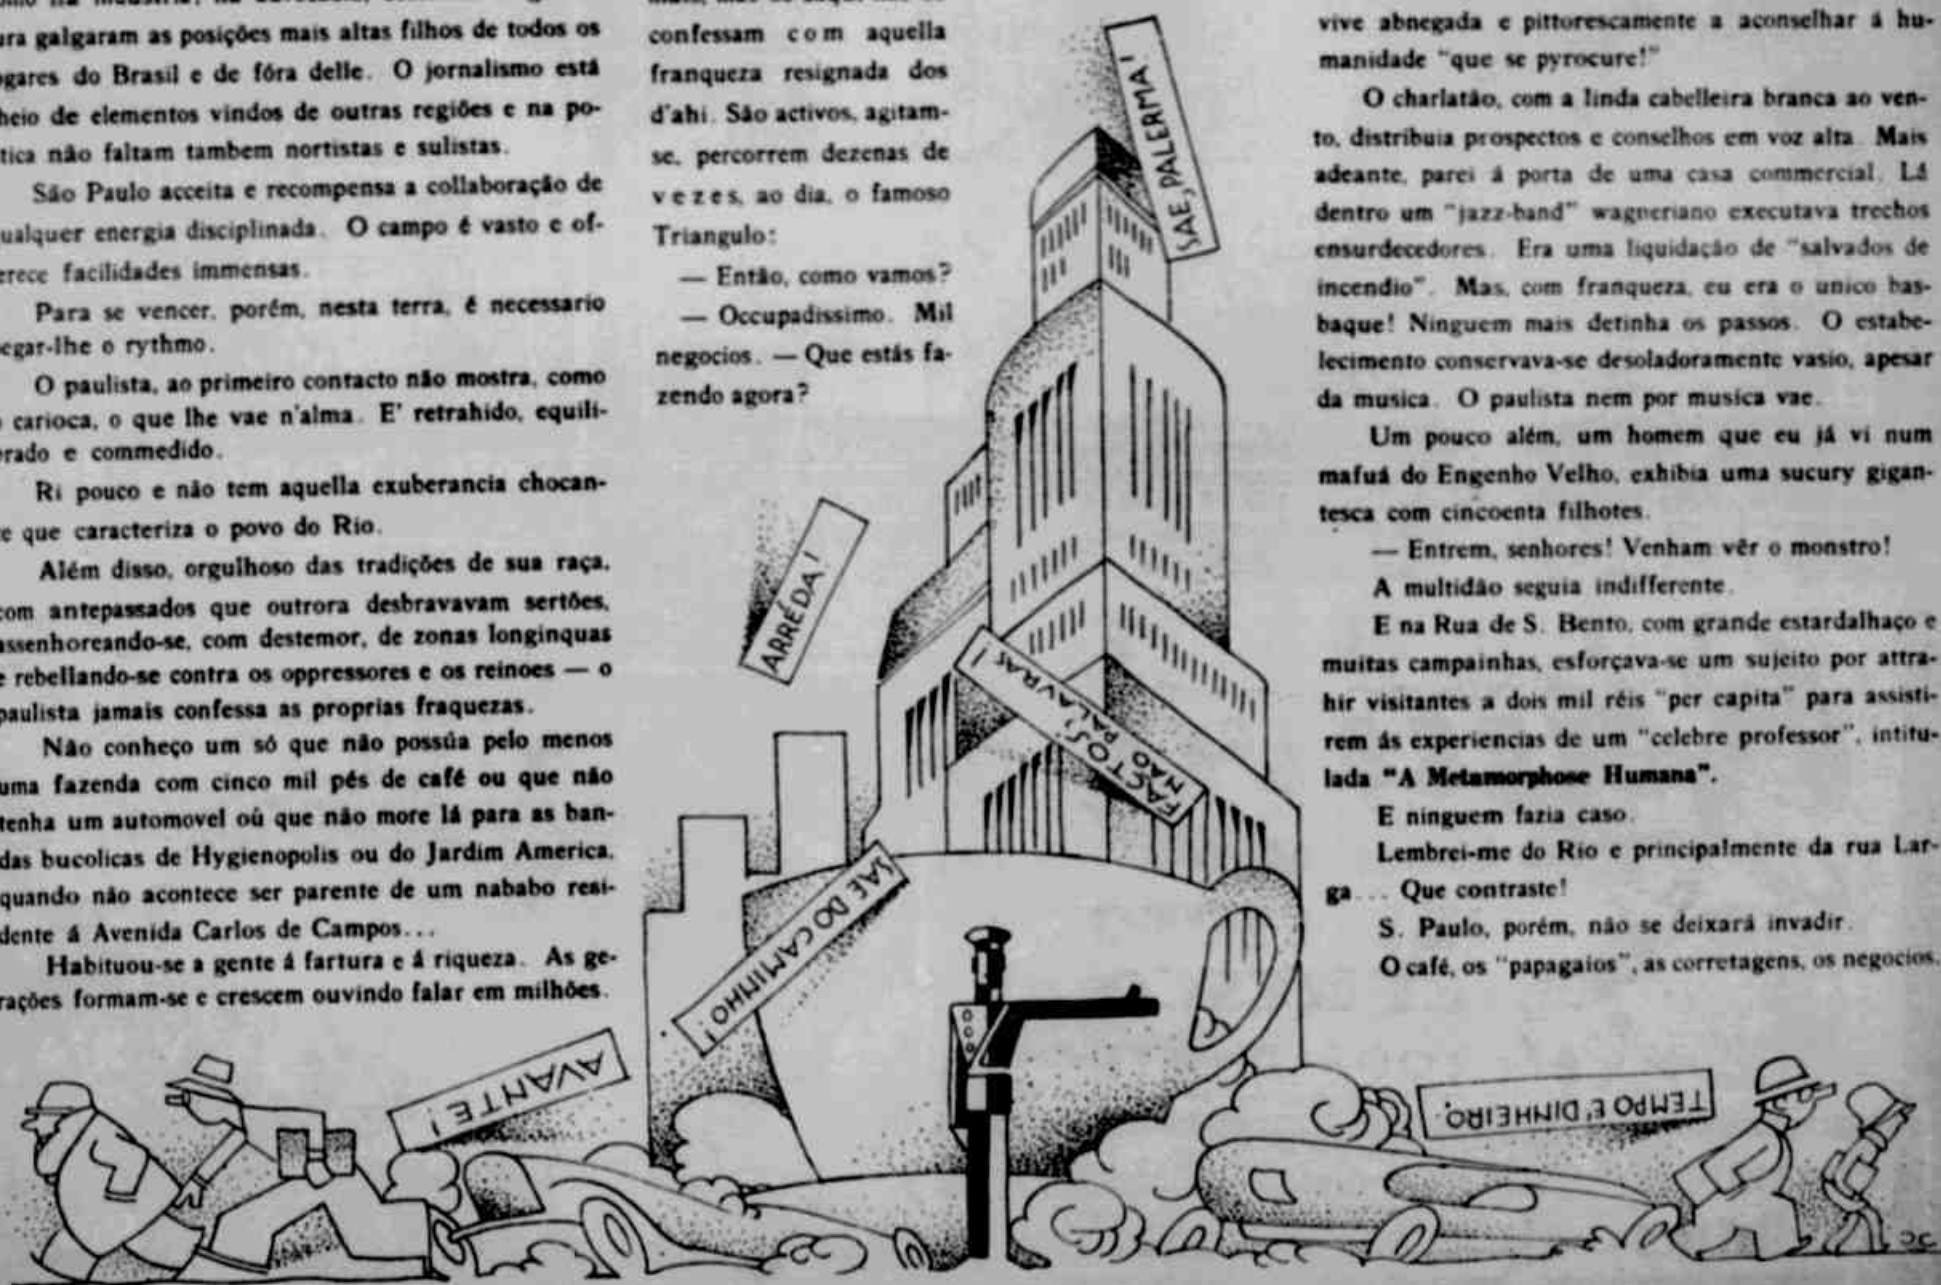 ura galgaram as posições mais altas filhos de todos os
ogares do Brasil e de fóra delle. O jornalismo está
heio de elementos vindos de outras regiões e na po-
tica não faltam tambem nortistas e sulistas.
São Paulo acceita e recompensa a collaboração de
ualquer energia disciplinada. O campo é vasto e of-
erece facilidades immensas.
Para se vencer, porém, nesta terra, é necessario
egar-lhe o rythmo.
O paulista, ao primeiro contacto não mostra, como
o carioca, o que lhe vae n'alma. E' retrahido, equili-
rado e commedido.
Ri pouco e não tem aquella exuberancia chocan-
e que caracteriza o povo do Rio.
Além disso, orgulhoso das tradições de sua raça,
com antepassados que outrora desbravavam sertões,
assenhoreando-se, com destemor, de zonas longinquas
e rebellando-se contra os oppressores e os reinoes — o
paulista jamais confessa as proprias fraquezas.
Não conheço um só que não possúa pelo menos
uma fazenda com cinco mil pés de café ou que não
tenha um automovel oú que não more lá para as ban-
das bucolicas de Hygienopolis ou do Jardim America,
quando não acontece ser parente de um nababo resi-
dente á Avenida Carlos de Campos...
Habituou-se a gente á fartura e á riqueza. As ge-
rações formam-se e crescem ouvindo falar em milhões.
confessam com aquella
franqueza resignada dos
d'ahi. São activos, agitam-
se, percorrem dezenas de
vezes, ao dia, o famoso
Triangulo:
— Então, como vamos?
— Occupadissimo. Mil
negocios. — Que estás fa-
zendo agora?
SAE, PALERMA!
ARRÉDA!
FACTOS,
NÃO PALAVRAS!
SAE DO CAMINHO!
AVANTE!
TEMPO E' DINHEIRO.
vive abnegada e pittorescamente a aconselhar á hu-
manidade "que se pyrocure!"
O charlatão, com a linda cabelleira branca ao ven-
to, distribuia prospectos e conselhos em voz alta. Mais
adeante, parei á porta de uma casa commercial. Lá
dentro um "jazz-band" wagneriano executava trechos
ensurdecedores. Era uma liquidação de "salvados de
incendio". Mas, com franqueza, eu era o unico bas-
baque! Ninguem mais detinha os passos. O estabe-
lecimento conservava-se desoladoramente vasio, apesar
da musica. O paulista nem por musica vae.
Um pouco além, um homem que eu já vi num
mafuá do Engenho Velho, exhibia uma sucury gigan-
tesca com cincoenta filhotes.
— Entrem, senhores! Venham vêr o monstro!
A multidão seguia indifferente.
E na Rua de S. Bento, com grande estardalhaço e
muitas campainhas, esforçava-se um sujeito por attra-
hir visitantes a dois mil réis "per capita" para assisti-
rem ás experiencias de um "celebre professor", intitu-
lada "A Metamorphose Humana".
E ninguem fazia caso.
Lembrei-me do Rio e principalmente da rua Lar-
ga... Que contraste!
S. Paulo, porém, não se deixará invadir.
O café, os "papagaios", as corretagens, os negocios,